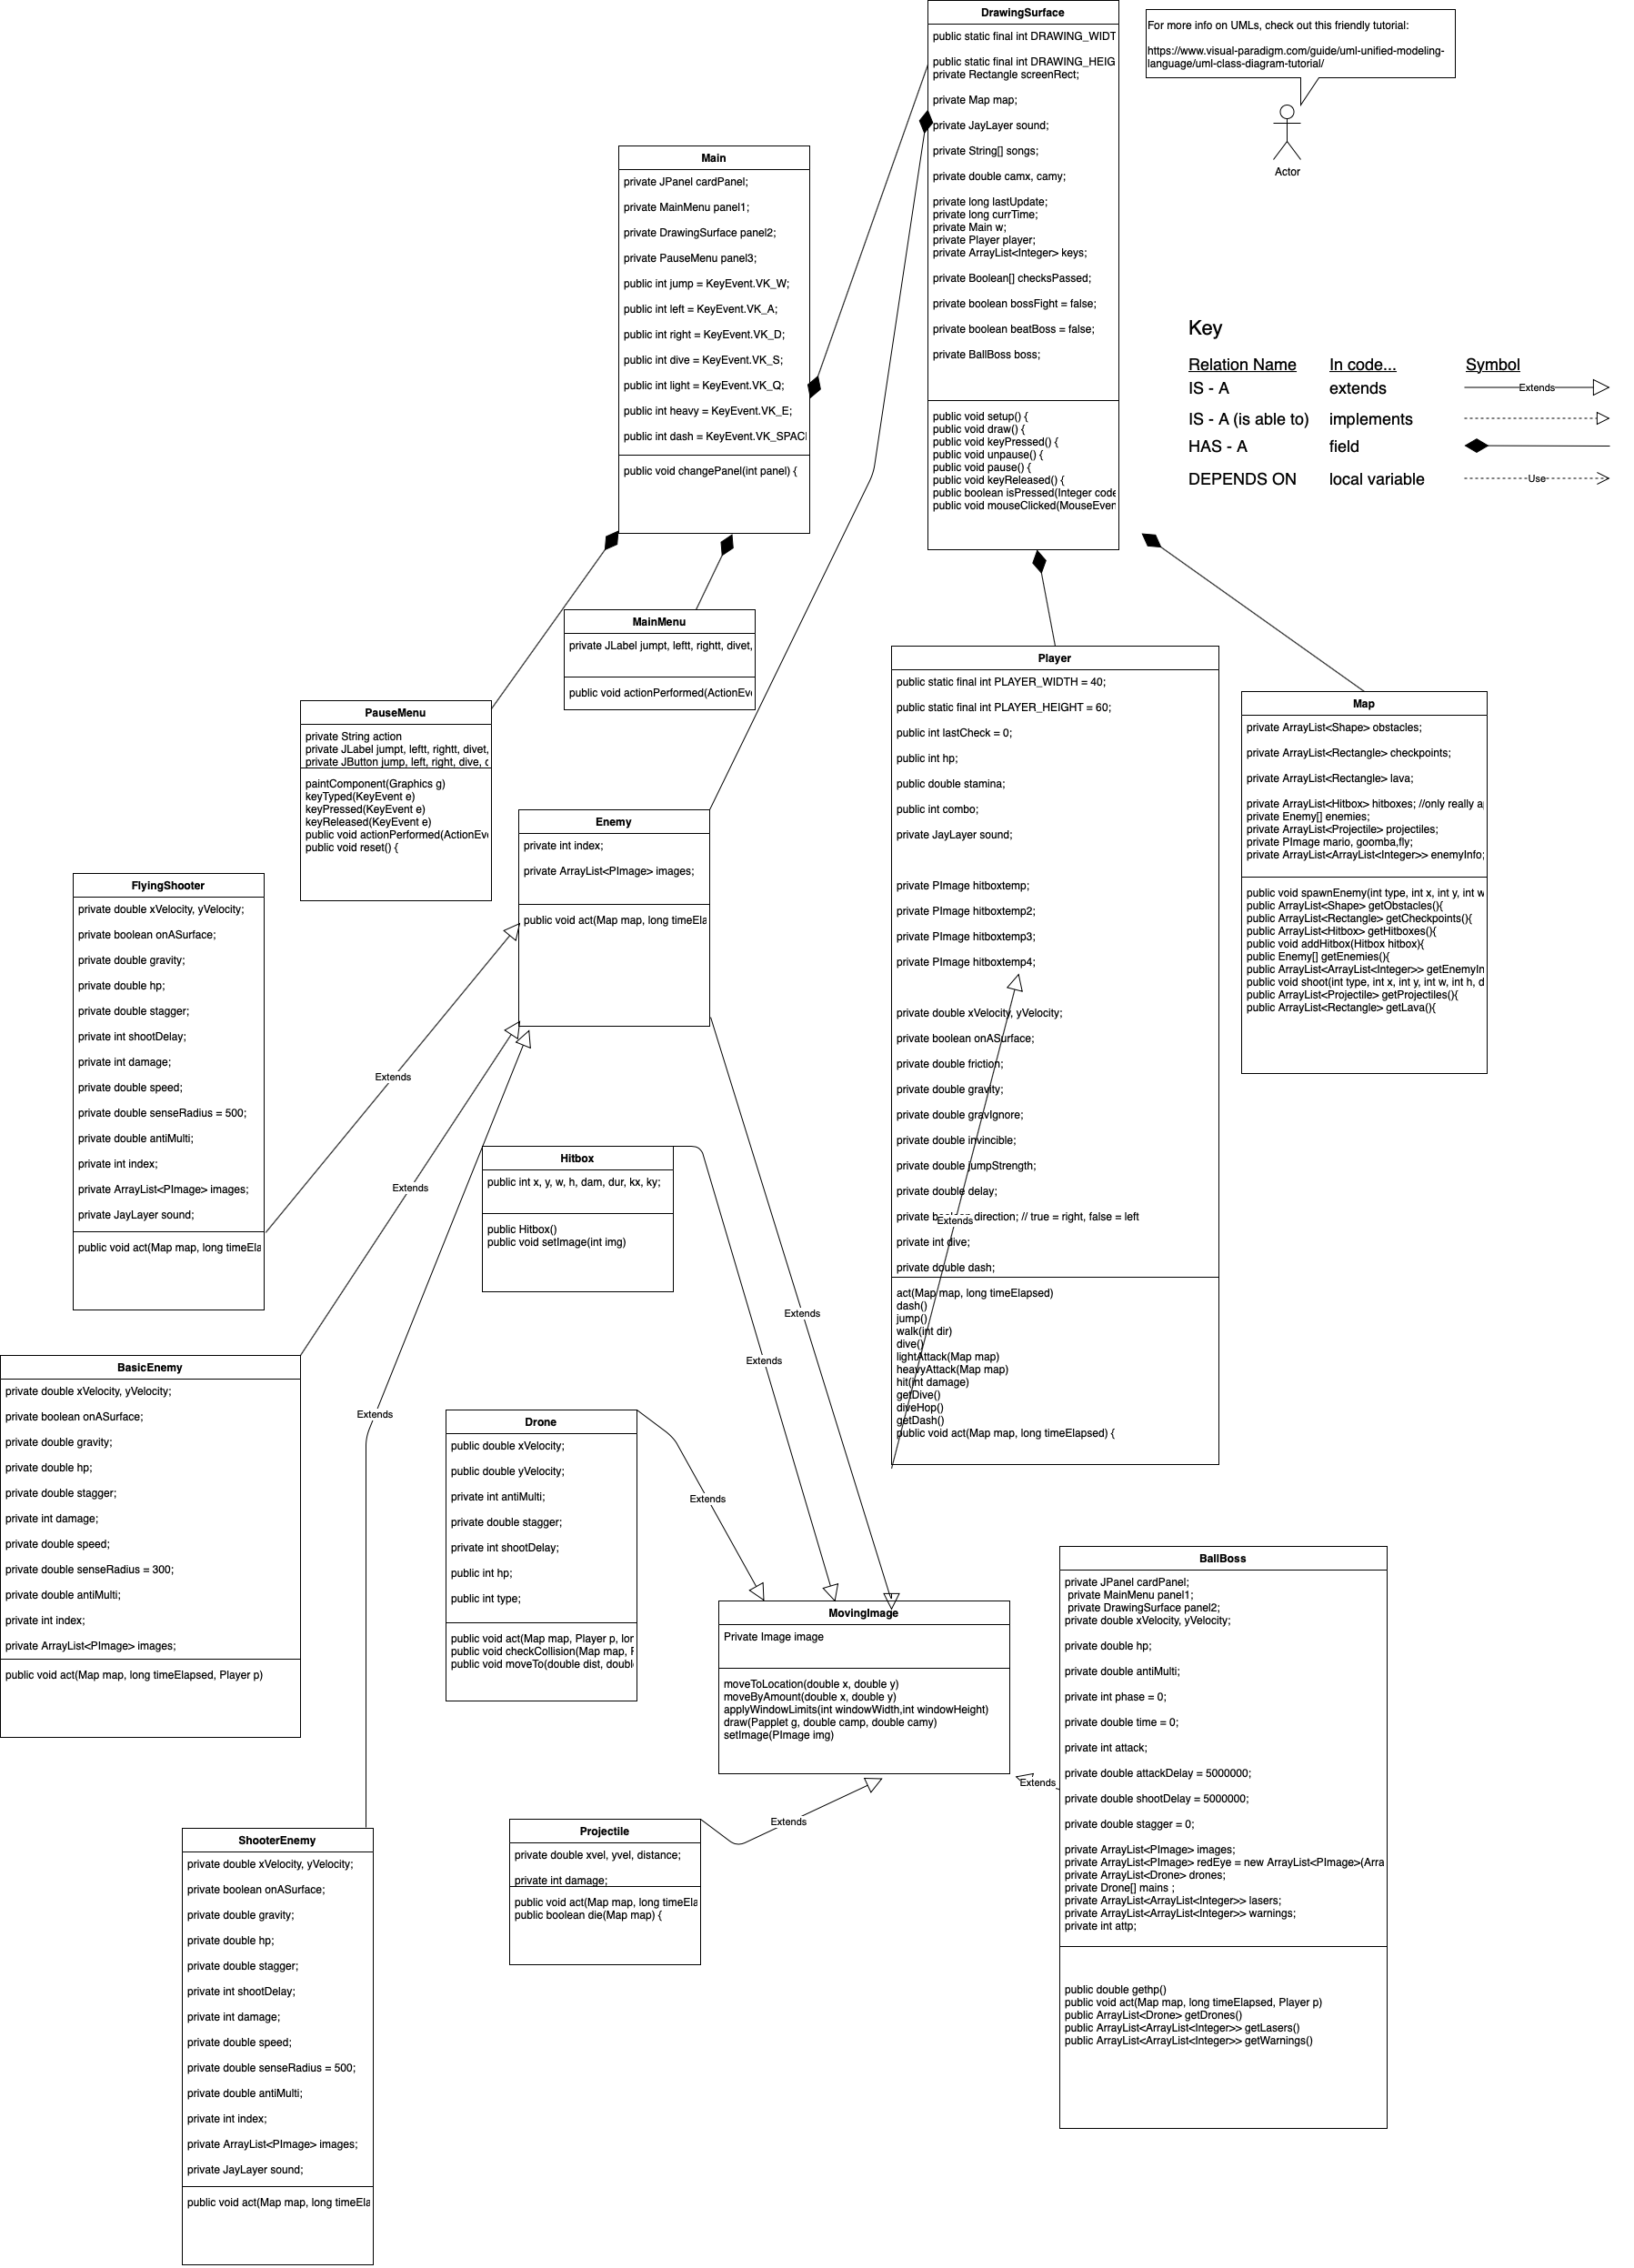 DrawingSurface
public static final int DRAWING_WIDT
public static final int DRAWING_HEIG
private Rectangle screenRect;
private Map map;
private JayLayer sound;
private String[] songs;
private double camx, camy;
private long lastUpdate;
private long currTime;
private Main w;
private Player player;
private ArrayList<Integer> keys;
private Boolean[] checksPassed;
private boolean bossFight = false;
private boolean beatBoss = false;
private BallBoss boss;
public void setup() {
public void draw() {
public void keyPressed() {
public void unpause() {
public void pause() {
public void keyReleased() {
public boolean isPressed(Integer code
public void mouseClicked(MouseEven
For more info on UMLs, check out this friendly tutorial:
https://www.visual-paradigm.com/guide/uml-unified-modeling-
language/uml-class-diagram-tutorial/
Actor
Main
private JPanel cardPanel;
private MainMenu panel1;
private DrawingSurface panel2;
private PauseMenu panel3;
public int jump = KeyEvent.VK_W;
public int left = KeyEvent.VK_A;
public int right = KeyEvent.VK_D;
public int dive = KeyEvent.VK_S;
public int light = KeyEvent.VK_Q;
public int heavy = KeyEvent.VK_E;
public int dash = KeyEvent.VK_SPAC
public void changePanel(int panel) {
Key
Relation Name In code... Symbol
IS - A extends Extends
IS - A (is able to) implements
HAS - A field
DEPENDS ON local variable Use
MainMenu
private JLabel jumpt, leftt, rightt, divet,
public void actionPerformed(ActionEv
PauseMenu
private String action
private JLabel jumpt, leftt, rightt, divet,
private JButton jump, left, right, dive,
paintComponent(Graphics g)
keyTyped(KeyEvent e)
keyPressed(KeyEvent e)
keyReleased(KeyEvent e)
public void actionPerformed(ActionEv
public void reset() {
Player
public static final int PLAYER_WIDTH = 40;
public static final int PLAYER_HEIGHT = 60;
public int lastCheck = 0;
public int hp;
public double stamina;
public int combo;
private JayLayer sound;
private PImage hitboxtemp;
private PImage hitboxtemp2;
private PImage hitboxtemp3;
private PImage hitboxtemp4;
private double xVelocity, yVelocity;
private boolean onASurface;
private double friction;
private double gravity;
private double gravIgnore;
private double invincible;
private double jumpStrength;
private double delay;
private boolean direction; // true = right, false = left
Extends
private int dive;
private double dash;
act(Map map, long timeElapsed)
dash()
jump()
walk(int dir)
dive()
lightAttack(Map map)
heavyAttack(Map map)
hit(int damage)
getDive()
diveHop()
getDash()
public void act(Map map, long timeElapsed) {
Map
private ArrayList<Shape> obstacles;
private ArrayList<Rectangle> checkpoints;
private ArrayList<Rectangle> lava;
private ArrayList<Hitbox> hitboxes; //only really a
private Enemy[] enemies;
private ArrayList<Projectile> projectiles;
private PImage mario, goomba,fly;
private ArrayList<ArrayList<Integer>> enemyInfo;
public void spawnEnemy(int type, int x, int y, int w
public ArrayList<Shape> getObstacles(){
public ArrayList<Rectangle> getCheckpoints(){
public ArrayList<Hitbox> getHitboxes(){
public void addHitbox(Hitbox hitbox){
public Enemy[] getEnemies(){
public ArrayList<ArrayList<Integer>> getEnemyIn
public void shoot(int type, int x, int y, int w, int h, d
public ArrayList<Projectile> getProjectiles(){
public ArrayList<Rectangle> getLava(){
Enemy
private int index;
private ArrayList<PImage> images;
public void act(Map map, long timeEla
FlyingShooter
private double xVelocity, yVelocity;
private boolean onASurface;
private double gravity;
private double hp;
private double stagger;
private int shootDelay;
private int damage;
private double speed;
private double senseRadius = 500;
private double antiMulti;
private int index;
private ArrayList<PImage> images;
private JayLayer sound;
public void act(Map map, long timeEla
Extends
Extends
Extends
Extends
Extends
Extends
Hitbox
public int x, y, w, h, dam, dur, kx, ky;
public Hitbox()
public void setImage(int img)
BasicEnemy
private double xVelocity, yVelocity;
private boolean onASurface;
private double gravity;
private double hp;
private double stagger;
private int damage;
private double speed;
private double senseRadius = 300;
private double antiMulti;
private int index;
private ArrayList<PImage> images;
public void act(Map map, long timeElapsed, Player p)
Drone
public double xVelocity;
public double yVelocity;
private int antiMulti;
private double stagger;
private int shootDelay;
public int hp;
public int type;
public void act(Map map, Player p, lon
public void checkCollision(Map map, P
public void moveTo(double dist, doubl
MovingImage
Private Image image
moveToLocation(double x, double y)
moveByAmount(double x, double y)
applyWindowLimits(int windowWidth,int windowHeight)
draw(Papplet g, double camp, double camy)
setImage(PImage img)
BallBoss
private JPanel cardPanel;
private MainMenu panel1;
private DrawingSurface panel2;
private double xVelocity, yVelocity;
private double hp;
private double antiMulti;
private int phase = 0;
private double time = 0;
private int attack;
private double attackDelay = 5000000;
private double shootDelay = 5000000;
private double stagger = 0;
private ArrayList<PImage> images;
private ArrayList<PImage> redEye = new ArrayList<PImage>(Arra
private ArrayList<Drone> drones;
private Drone[] mains ;
private ArrayList<ArrayList<Integer>> lasers;
private ArrayList<ArrayList<Integer>> warnings;
private int attp;
public double gethp()
public void act(Map map, long timeElapsed, Player p)
public ArrayList<Drone> getDrones()
public ArrayList<ArrayList<Integer>> getLasers()
public ArrayList<ArrayList<Integer>> getWarnings()
Extends
Extends
Projectile
private double xvel, yvel, distance;
private int damage;
public void act(Map map, long timeEla
public boolean die(Map map) {
ShooterEnemy
private double xVelocity, yVelocity;
private boolean onASurface;
private double gravity;
private double hp;
private double stagger;
private int shootDelay;
private int damage;
private double speed;
private double senseRadius = 500;
private double antiMulti;
private int index;
private ArrayList<PImage> images;
private JayLayer sound;
public void act(Map map, long timeEla